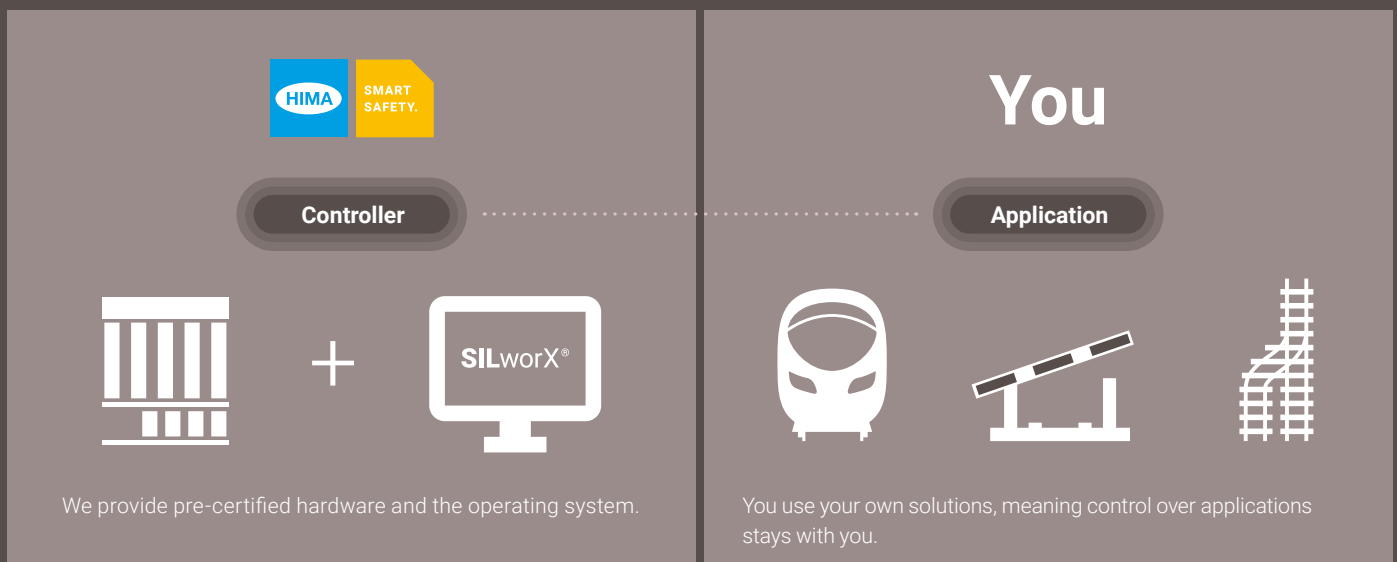 HIMA
SMART
SAFETY.
Controller
SILworX®
We provide pre-certified hardware and the operating system.
You
Application
You use your own solutions, meaning control over applications
stays with you.